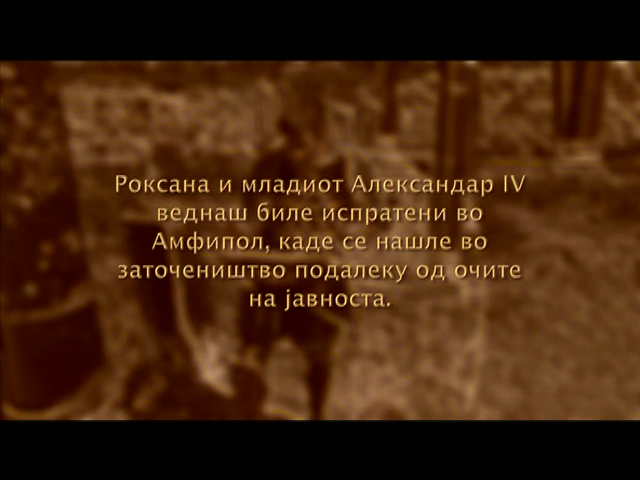 Роксана и младиот Александар IV
веднаш биле испратени во
Амфипол, каде се нашле во
заточеништво подалеку од очите
на јавноста.